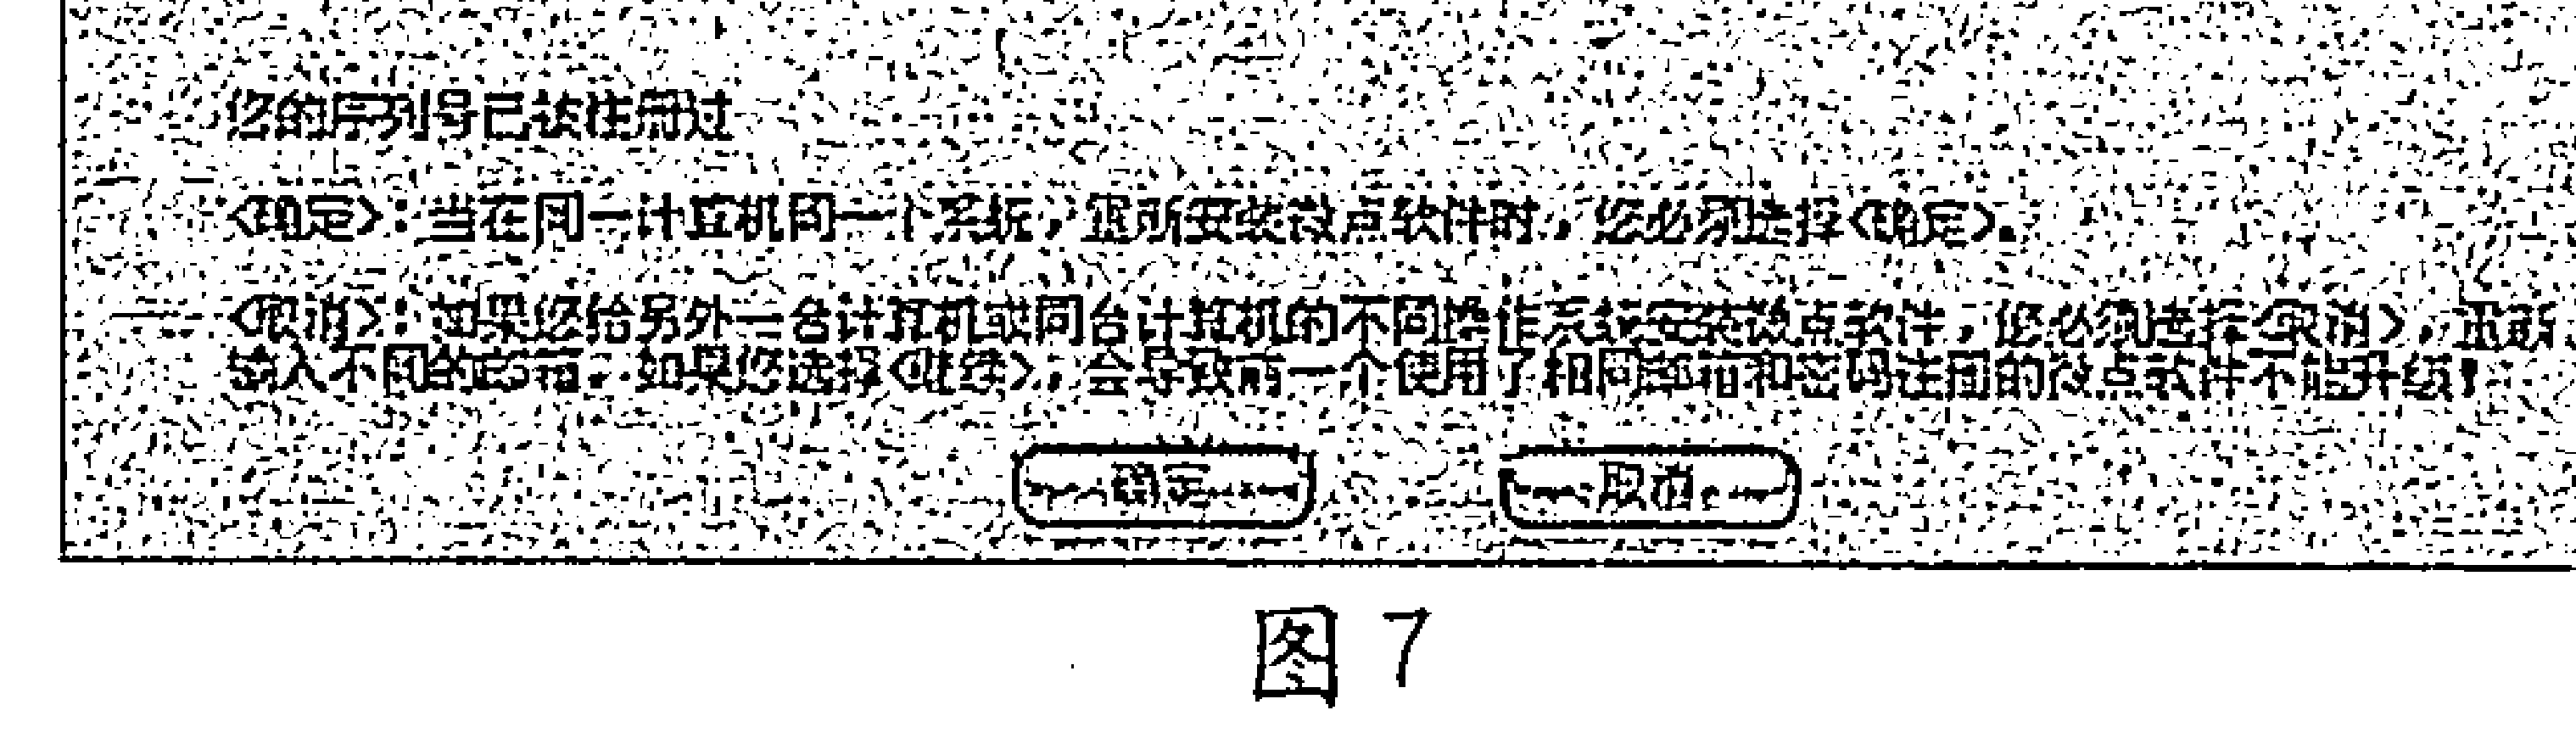 您的序列号已被注册过
<确定>：当在同一计算机同一个系统，重新安装微点软件时，您必须选择<确定>。
<取消>：如果您给另外一台计算机或同台计算机的不同操作系统安装微点软件，您必须选择<取消>，重新
输入不同的邮箱。如果您选择<继续>，会导致前一个使用了相同邮箱和密码注册的微点软件不能升级！
确定 取消
图 7